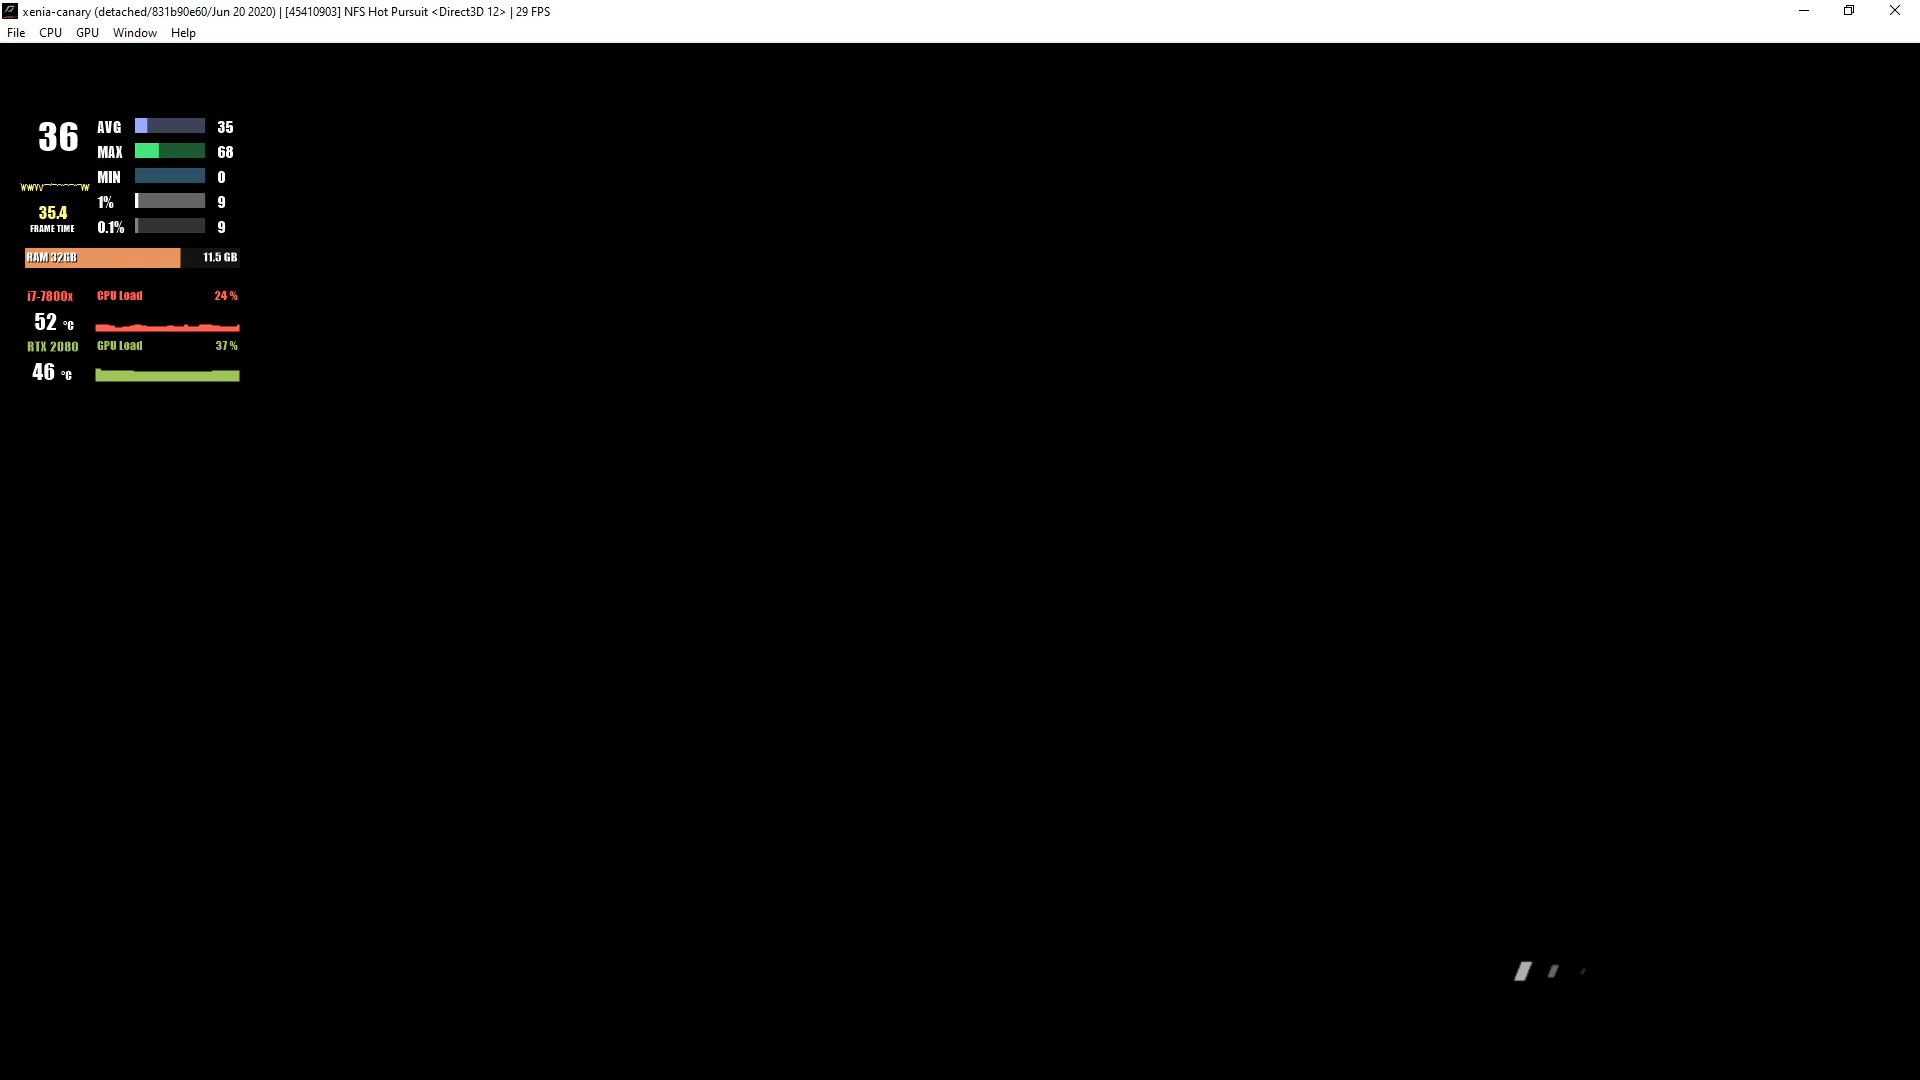 xenia-canary (detached/831b90e60/Jun 20 2020) | [45410903] NFS Hot Pursuit <Direct3D 12> | 29 FPS
File CPU GPU Window Help
36 AVG 35
MAX 68
MIN 0
1% 9
35.4
FRAME TIME 0.1% 9
RAM 32GB 11.5 GB
i7-7800x CPU Load 24 %
52 °C
RTX 2080 GPU Load 37 %
46 °C